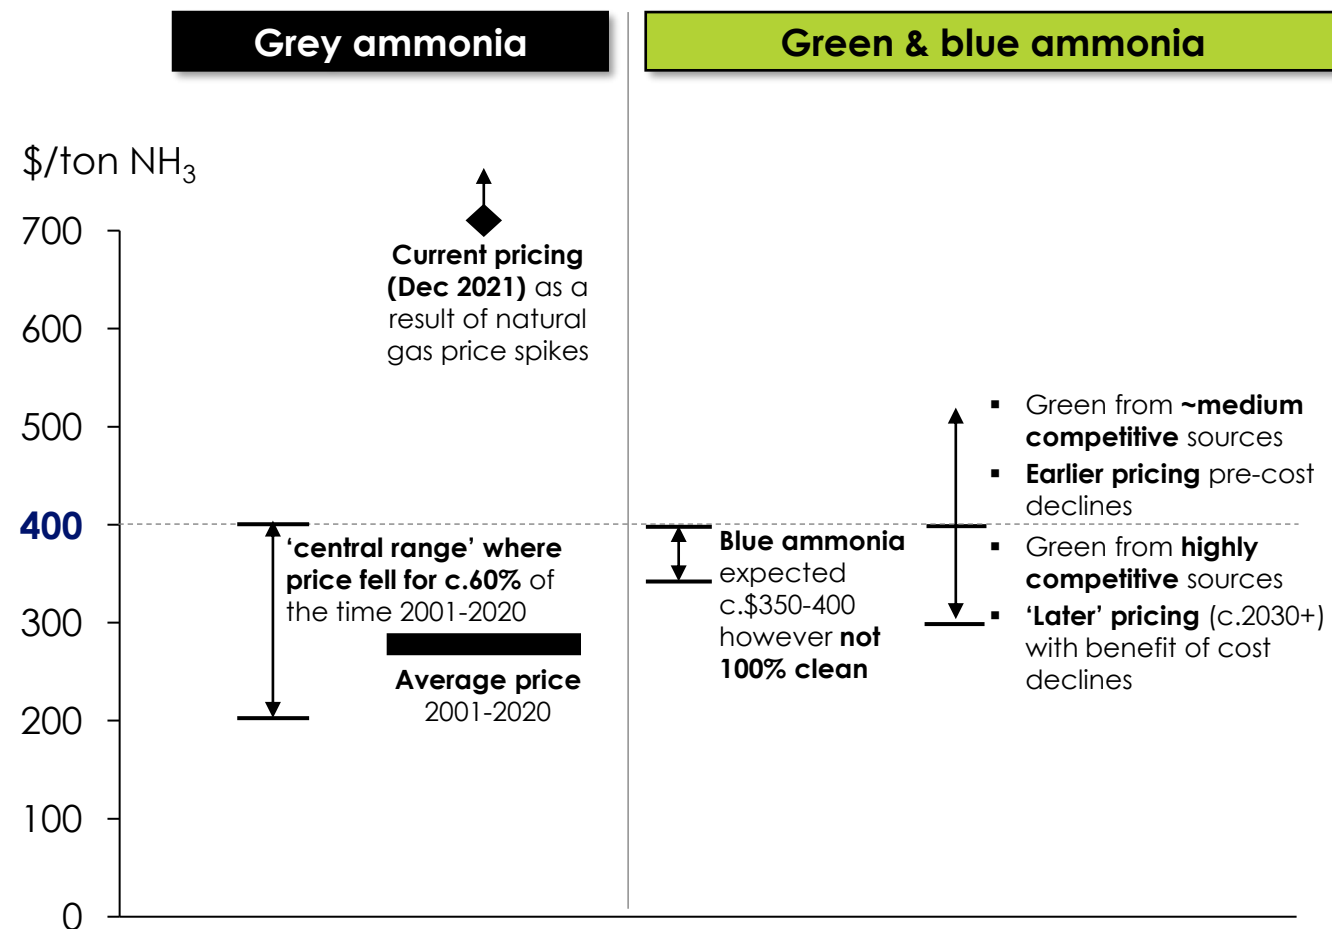 Grey ammonia
Green & blue ammonia
$/ton NH₃
700
600
500
400
300
200
100
0
Current pricing
(Dec 2021) as a
result of natural
gas price spikes
‘central range’ where
price fell for c.60% of
the time 2001-2020
Average price
2001-2020
Blue ammonia
expected
c.$350-400
however not
100% clean
▪ Green from ~medium
competitive sources
▪ Earlier pricing pre-cost
declines
▪ Green from highly
competitive sources
▪ ‘Later’ pricing (c.2030+)
with benefit of cost
declines